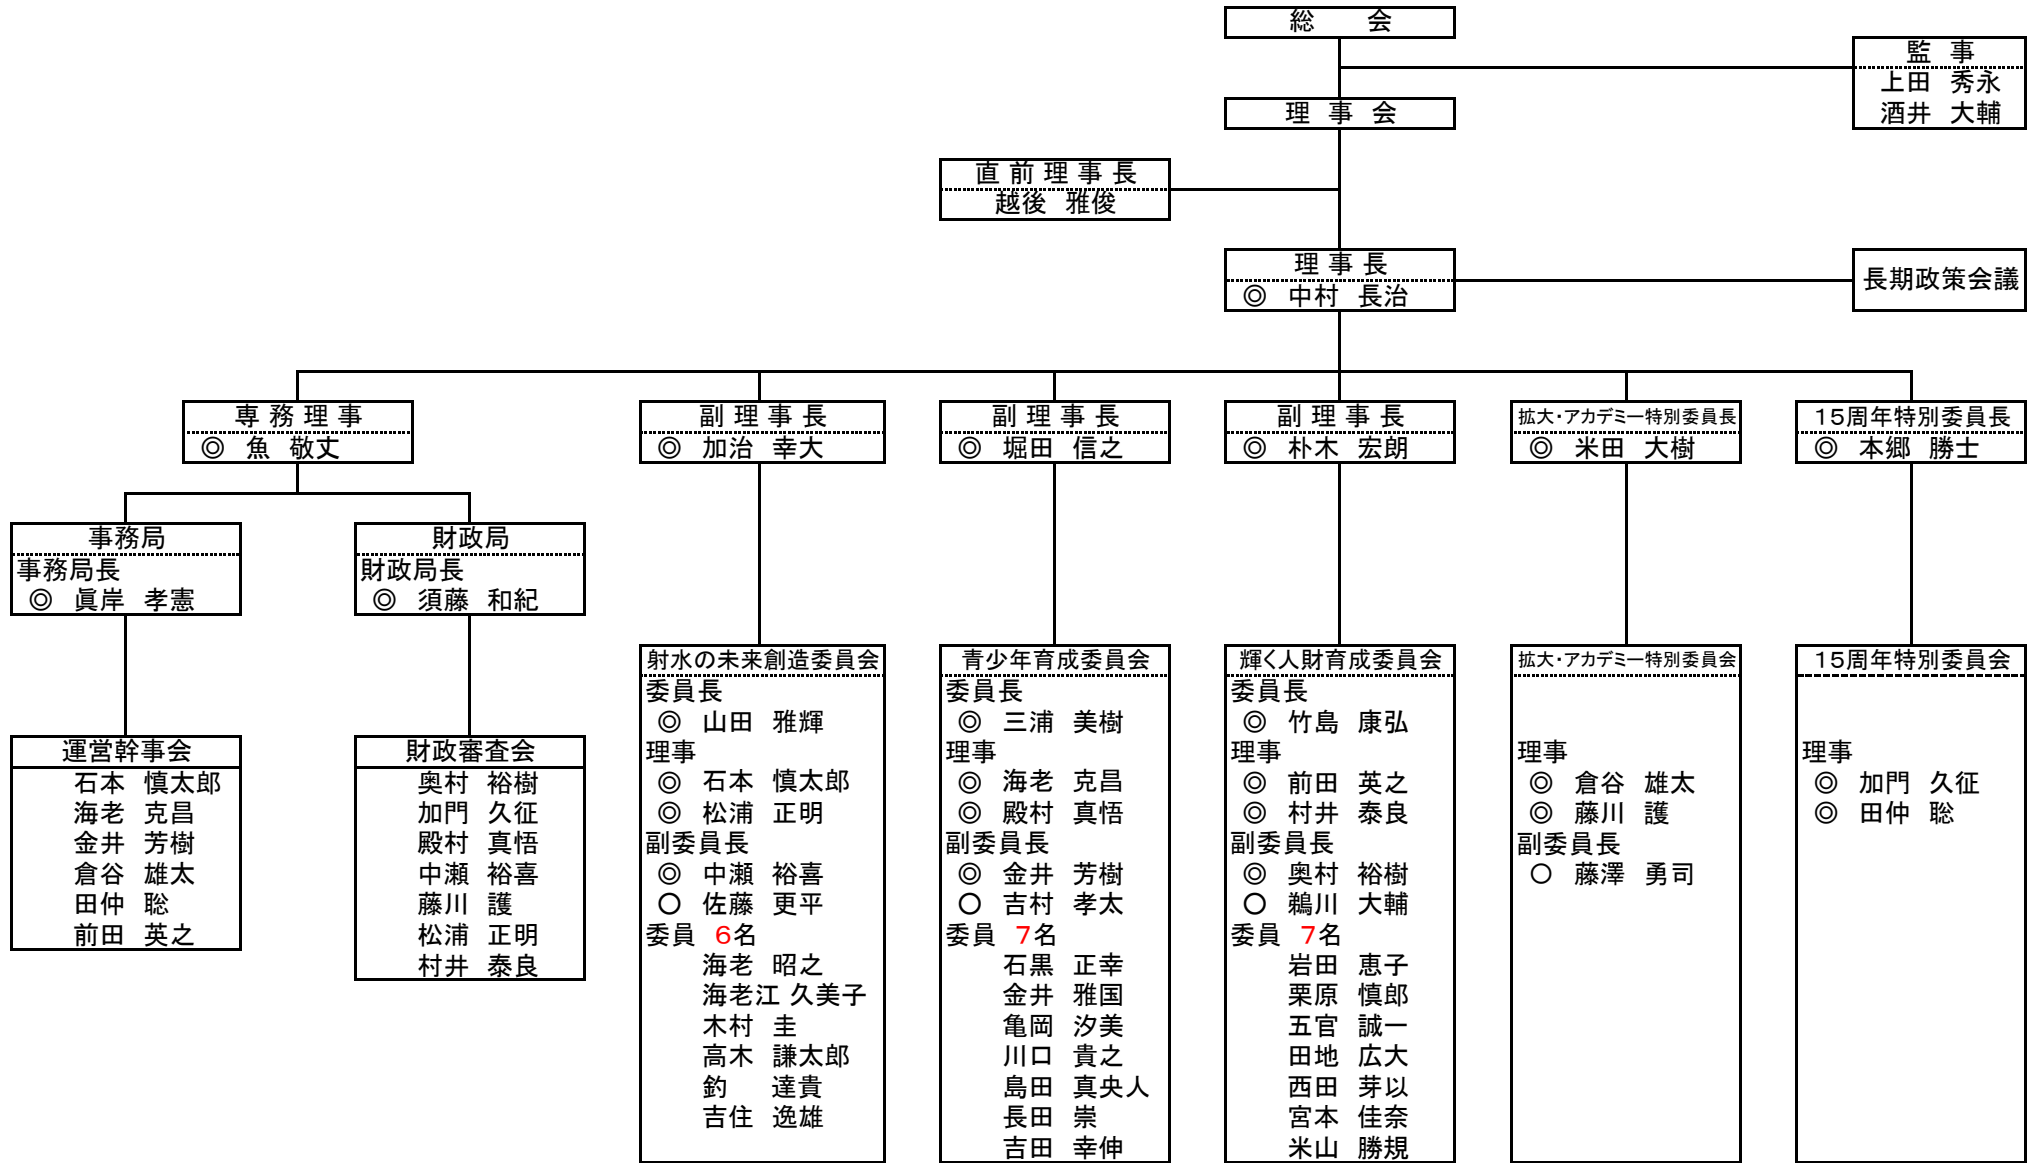 総 会
監 事
上田 秀永
酒井 大輔
理 事 会
直 前 理 事 長
越後 雅俊
理 事 長
◎ 中村 長治
長期政策会議
専 務 理 事
◎ 魚 敬丈
副 理 事 長
◎ 加治 幸大
副 理 事 長
◎ 堀田 信之
副 理 事 長
◎ 朴木 宏朗
拡大・アカデミー特別委員長
◎ 米田 大樹
15周年特別委員長
◎ 本郷 勝士
事務局
事務局長
◎ 眞岸 孝憲
財政局
財政局長
◎ 須藤 和紀
運営幹事会
石本 慎太郎
海老 克昌
金井 芳樹
倉谷 雄太
田仲 聡
前田 英之
財政審査会
奥村 裕樹
加門 久征
殿村 真悟
中瀬 裕喜
藤川 護
松浦 正明
村井 泰良
射水の未来創造委員会
委員長
◎ 山田 雅輝
理事
◎ 石本 慎太郎
◎ 松浦 正明
副委員長
◎ 中瀬 裕喜
○ 佐藤 更平
委員 6名
海老 昭之
海老江 久美子
木村 圭
高木 謙太郎
釣 達貴
吉住 逸雄
青少年育成委員会
委員長
◎ 三浦 美樹
理事
◎ 海老 克昌
◎ 殿村 真悟
副委員長
◎ 金井 芳樹
○ 吉村 孝太
委員 7名
石黒 正幸
金井 雅国
亀岡 汐美
川口 貴之
島田 真央人
長田 崇
吉田 幸伸
輝く人財育成委員会
委員長
◎ 竹島 康弘
理事
◎ 前田 英之
◎ 村井 泰良
副委員長
◎ 奥村 裕樹
○ 鵜川 大輔
委員 7名
岩田 恵子
栗原 慎郎
五官 誠一
田地 広大
西田 芽以
宮本 佳奈
米山 勝規
拡大・アカデミー特別委員会
理事
◎ 倉谷 雄太
◎ 藤川 護
副委員長
○ 藤澤 勇司
15周年特別委員会
理事
◎ 加門 久征
◎ 田仲 聡